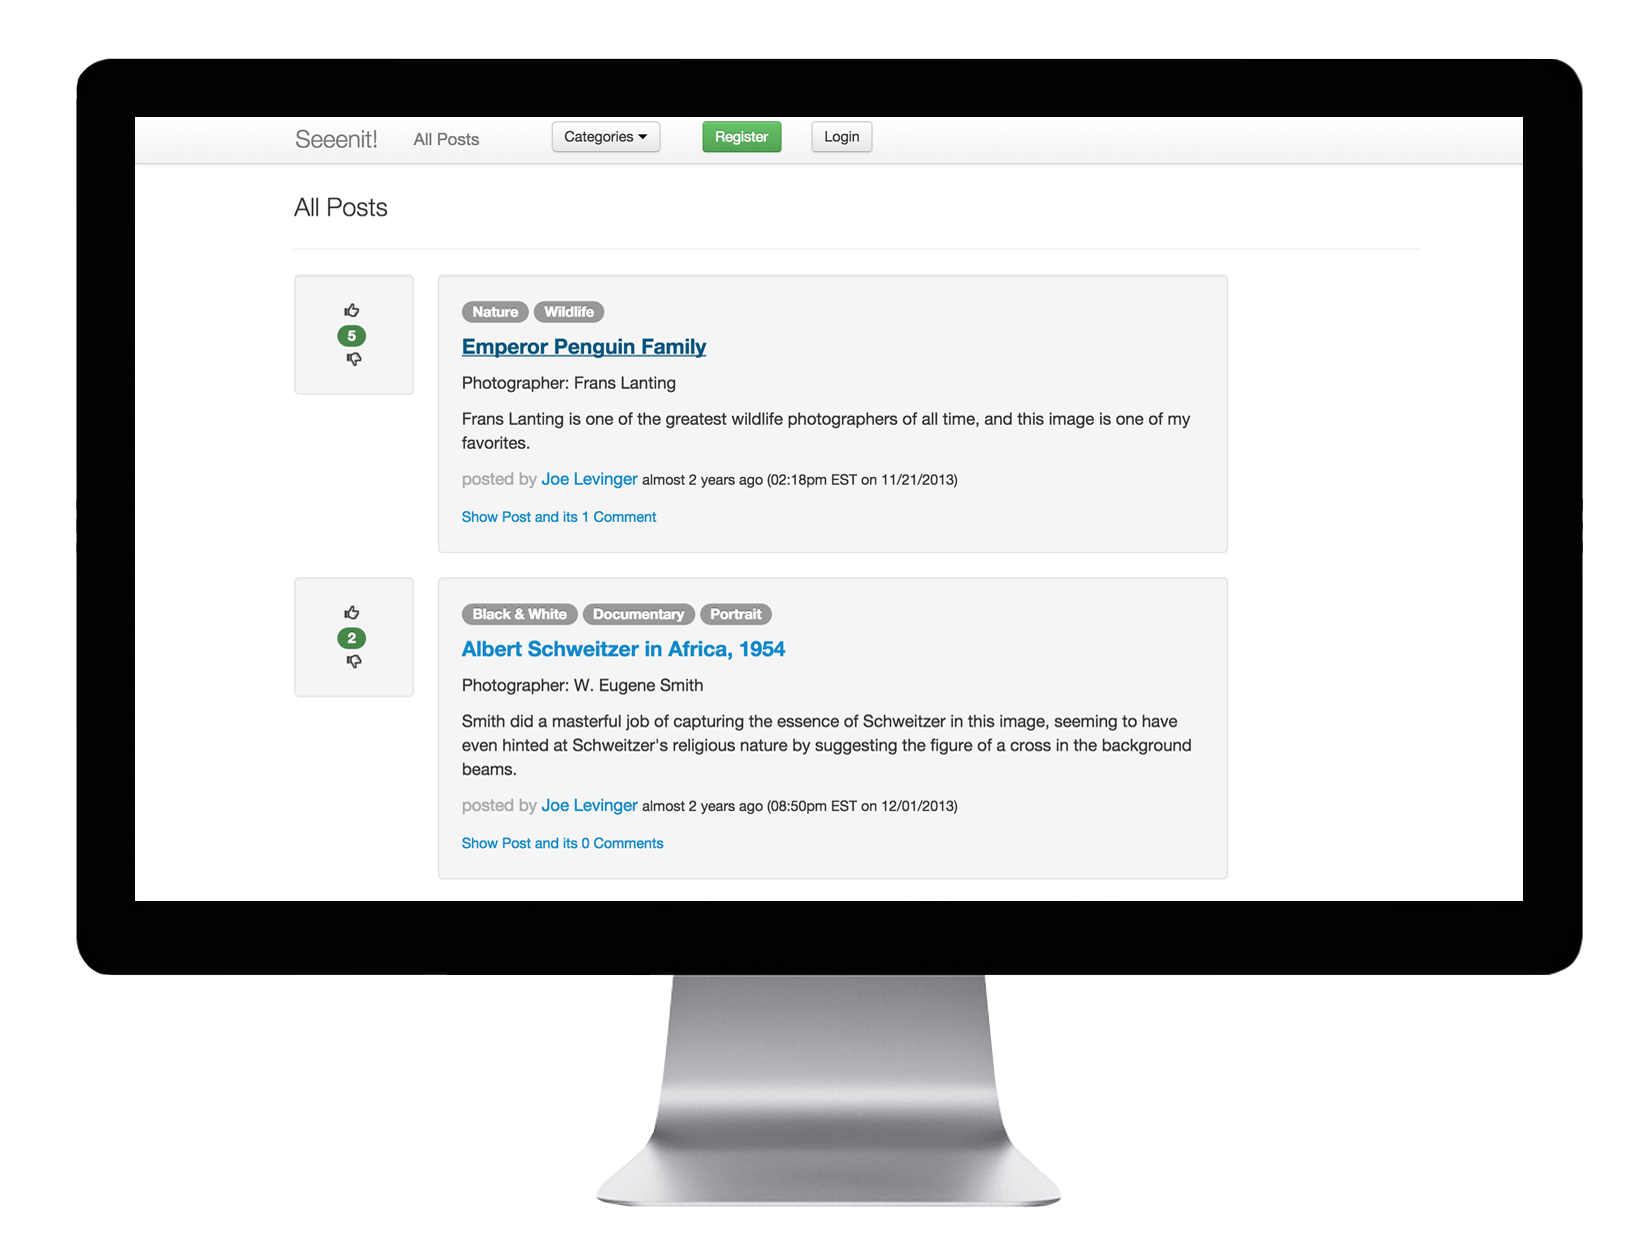 Seeenit! All Posts Categories Register Login
All Posts
5
Nature Wildlife
Emperor Penguin Family
Photographer: Frans Lanting
Frans Lanting is one of the greatest wildlife photographers of all time, and this image is one of my
favorites.
posted by Joe Levinger almost 2 years ago (02:18pm EST on 11/21/2013)
Show Post and its 1 Comment
2
Black & White Documentary Portrait
Albert Schweitzer in Africa, 1954
Photographer: W. Eugene Smith
Smith did a masterful job of capturing the essence of Schweitzer in this image, seeming to have
even hinted at Schweitzer's religious nature by suggesting the figure of a cross in the background
beams.
posted by Joe Levinger almost 2 years ago (08:50pm EST on 12/01/2013)
Show Post and its 0 Comments